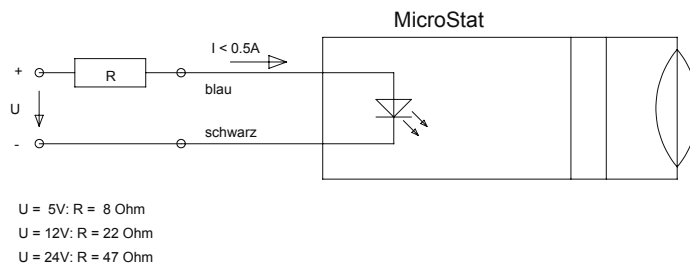 MicroStat
I < 0.5A
+ R
blau
U
schwarz
-
U = 5V: R = 8 Ohm
U = 12V: R = 22 Ohm
U = 24V: R = 47 Ohm